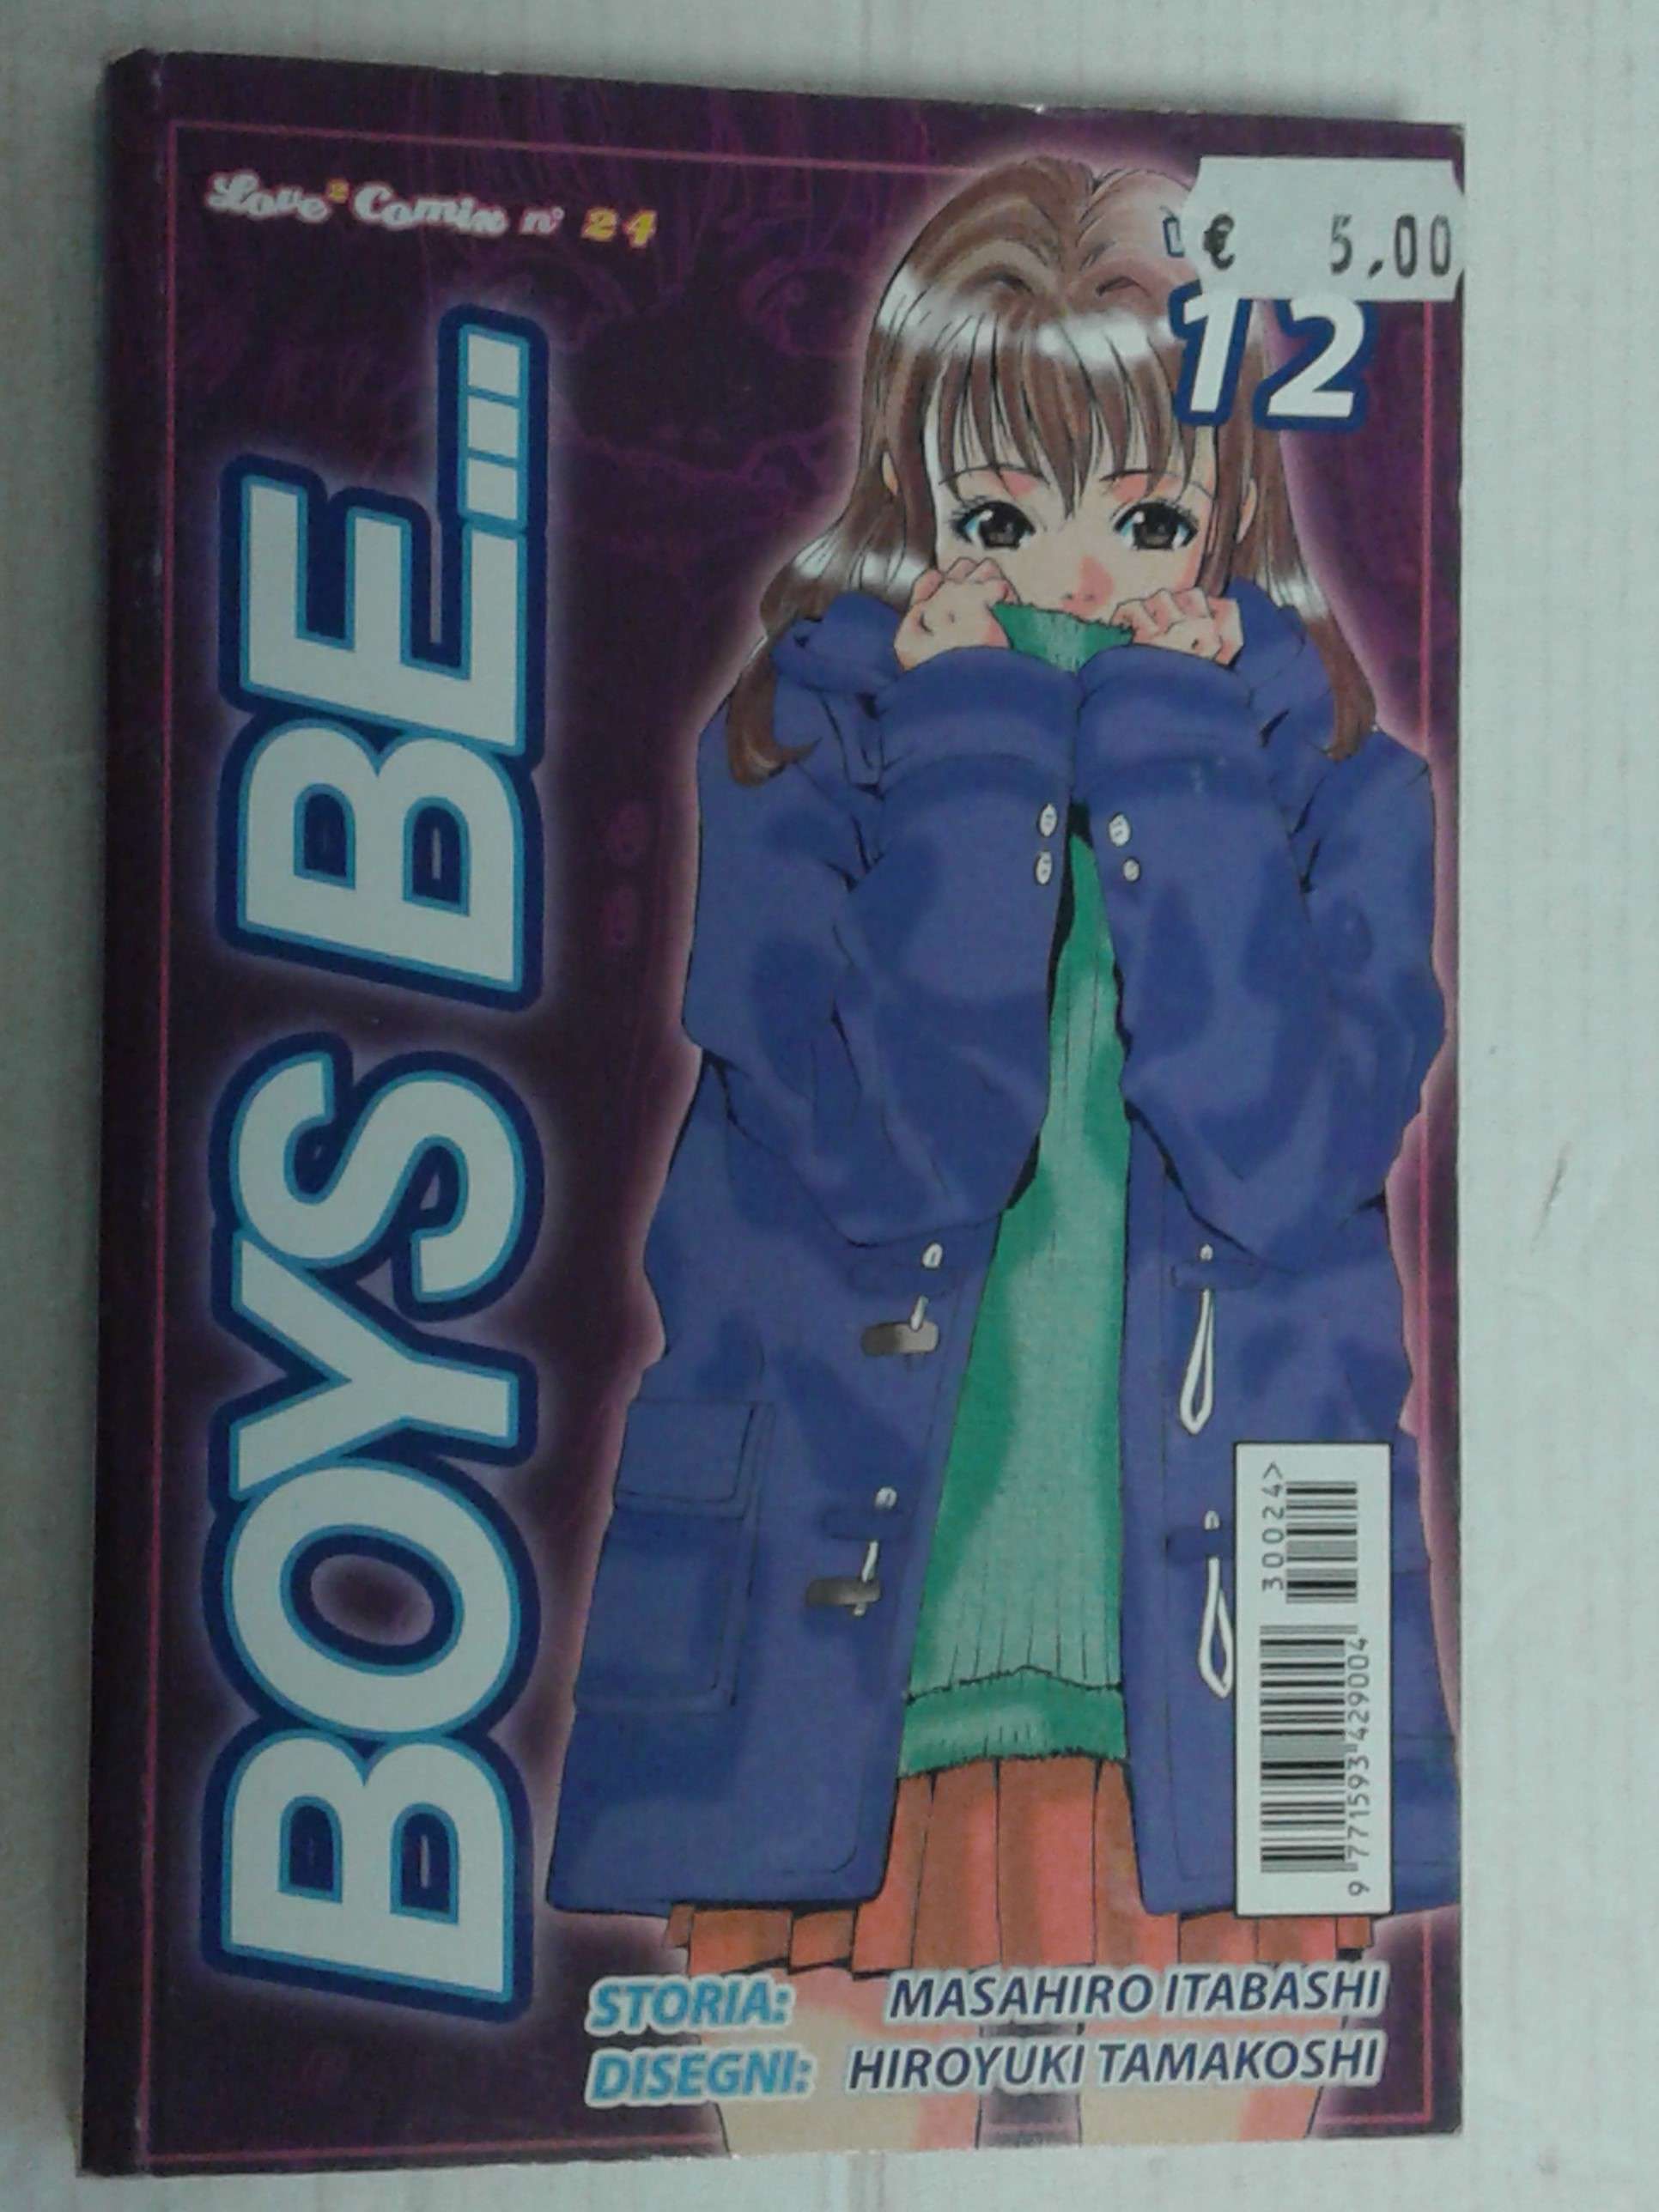 Love² Comix n° 24
€ 5,00
12
BOYS BE...
30024>
9 771593 429004
STORIA: MASAHIRO ITABASHI
DISEGNI: HIROYUKI TAMAKOSHI